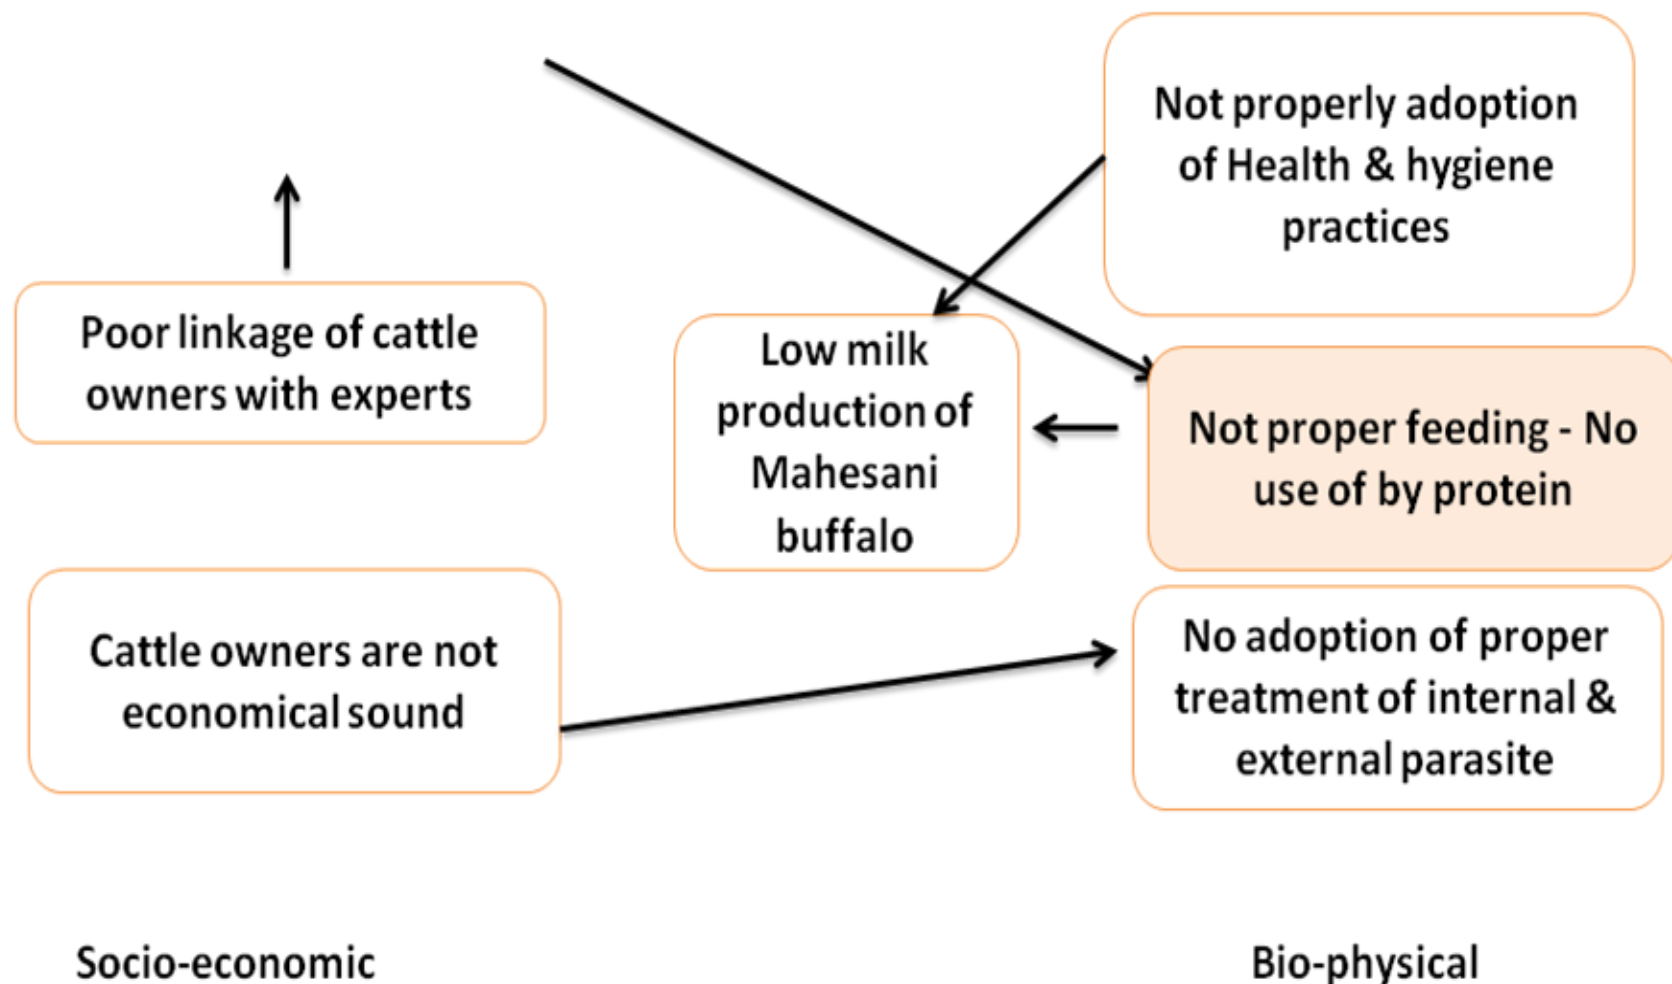 Not properly adoption
of Health & hygiene
practices
Poor linkage of cattle
owners with experts
Low milk
production of
Mahesani
buffalo
Not proper feeding - No
use of by protein
Cattle owners are not
economical sound
No adoption of proper
treatment of internal &
external parasite
Socio-economic
Bio-physical